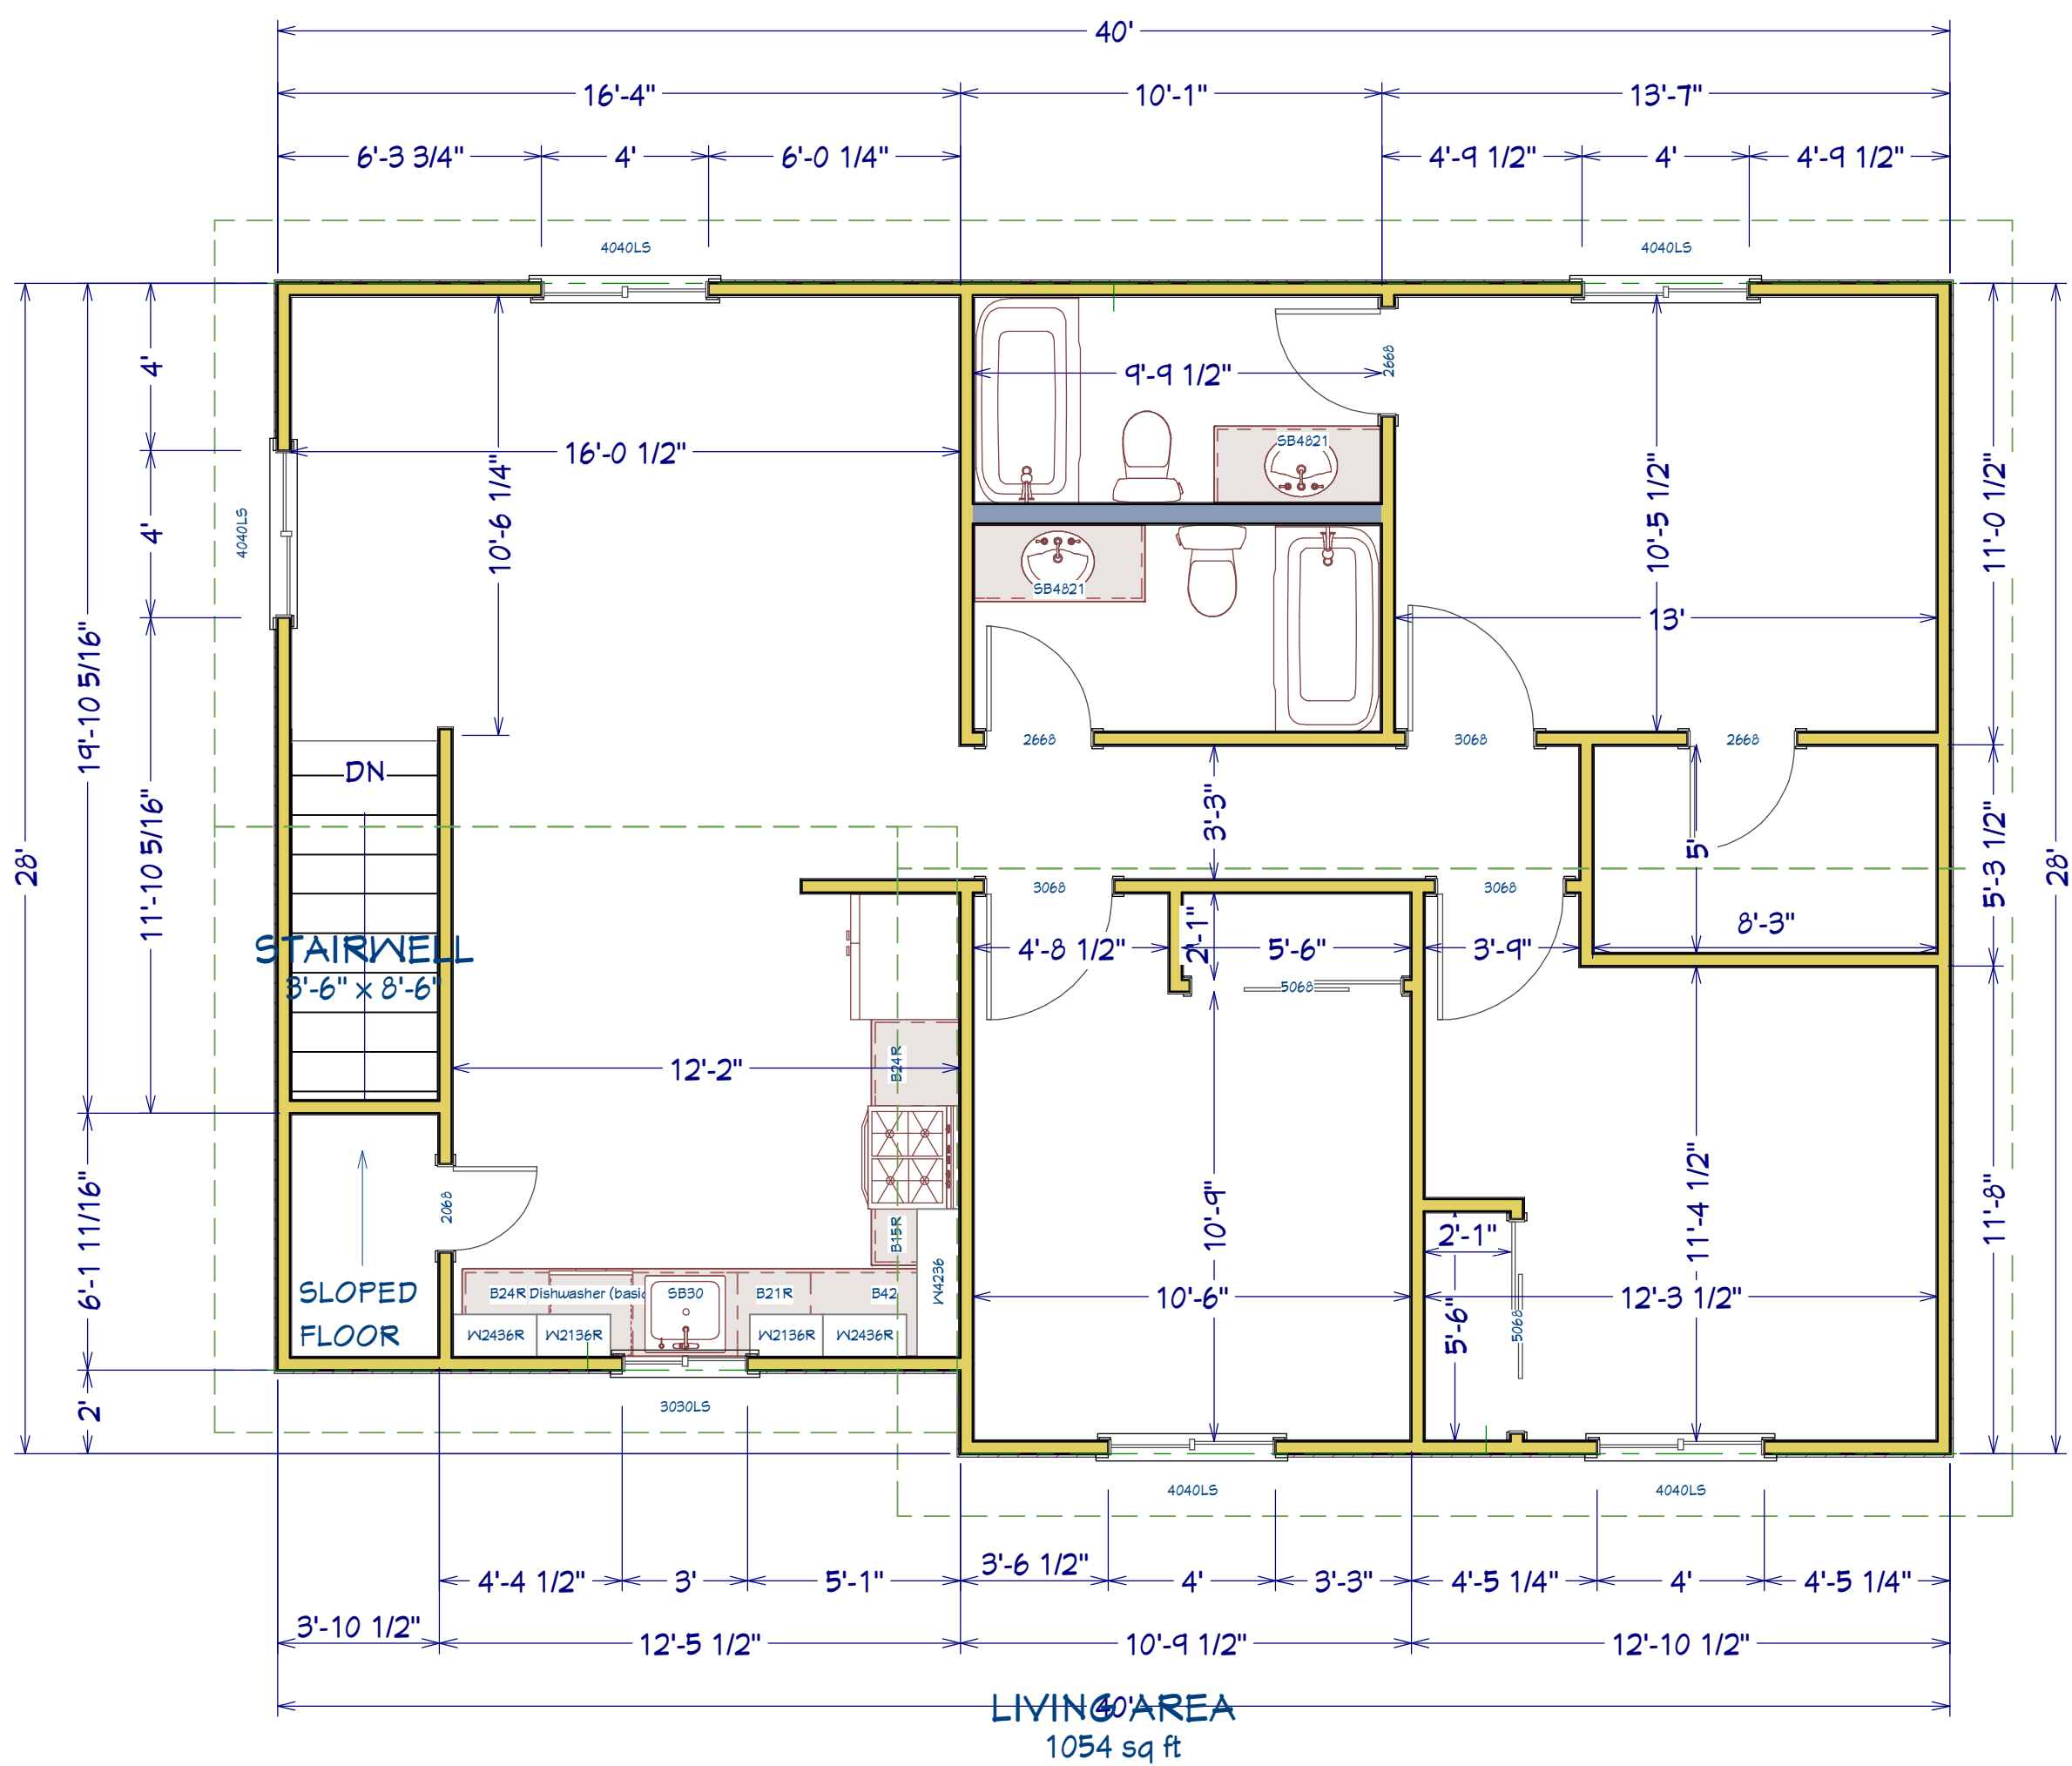 40'
16'-4" 10'-1" 13'-7"
6'-3 3/4" 4' 6'-0 1/4" 4'-9 1/2" 4' 4'-9 1/2"
4040LS 4040LS
4'
2668
9'-9 1/2"
SB4821
16'-0 1/2"
10'-6 1/4"
10'-5 1/2"
11'-0 1/2"
4'
4040LS
SB4821
13'
19'-10 5/16"
2668 3068 2668
DN
3'-3"
5'
11'-10 5/16"
28'
5'-3 1/2"
28'
3068 3068
2'-1"
8'-3"
STAIRWELL
3'-6" x 8'-6"
4'-8 1/2" 5'-6" 3'-9"
5068
B24R
12'-2"
6'-1 11/16"
2068
B15R
10'-9"
11'-4 1/2"
11'-8"
2'-1"
W4236
SLOPED
FLOOR
B24R Dishwasher (basic SB30 B21R B42
W2436R W2136R W2136R W2436R
10'-6" 12'-3 1/2"
5'-6"
5068
2'
3030LS
4040LS 4040LS
4'-4 1/2" 3' 5'-1" 3'-6 1/2" 4' 3'-3" 4'-5 1/4" 4' 4'-5 1/4"
3'-10 1/2" 12'-5 1/2" 10'-9 1/2" 12'-10 1/2"
40'
LIVING AREA
1054 sq ft